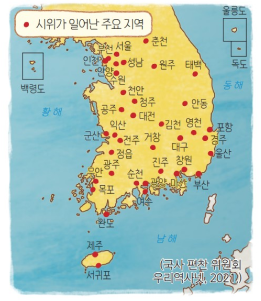 시위가 일어난 주요 지역
울릉도
독도
춘천
서울
인천
성남
안양
수원
원주
태백
백령도
동해
황해
천안
청주
안동
공주
대전
익산
군산
전주
김천
영천
포항
거창
대구
경주
울산
정읍
광주
순천
진주
창원
광양
마산
부산
목포
여수
완도
남해
제주
서귀포
(국사 편찬 위원회
우리역사넷, 2021)